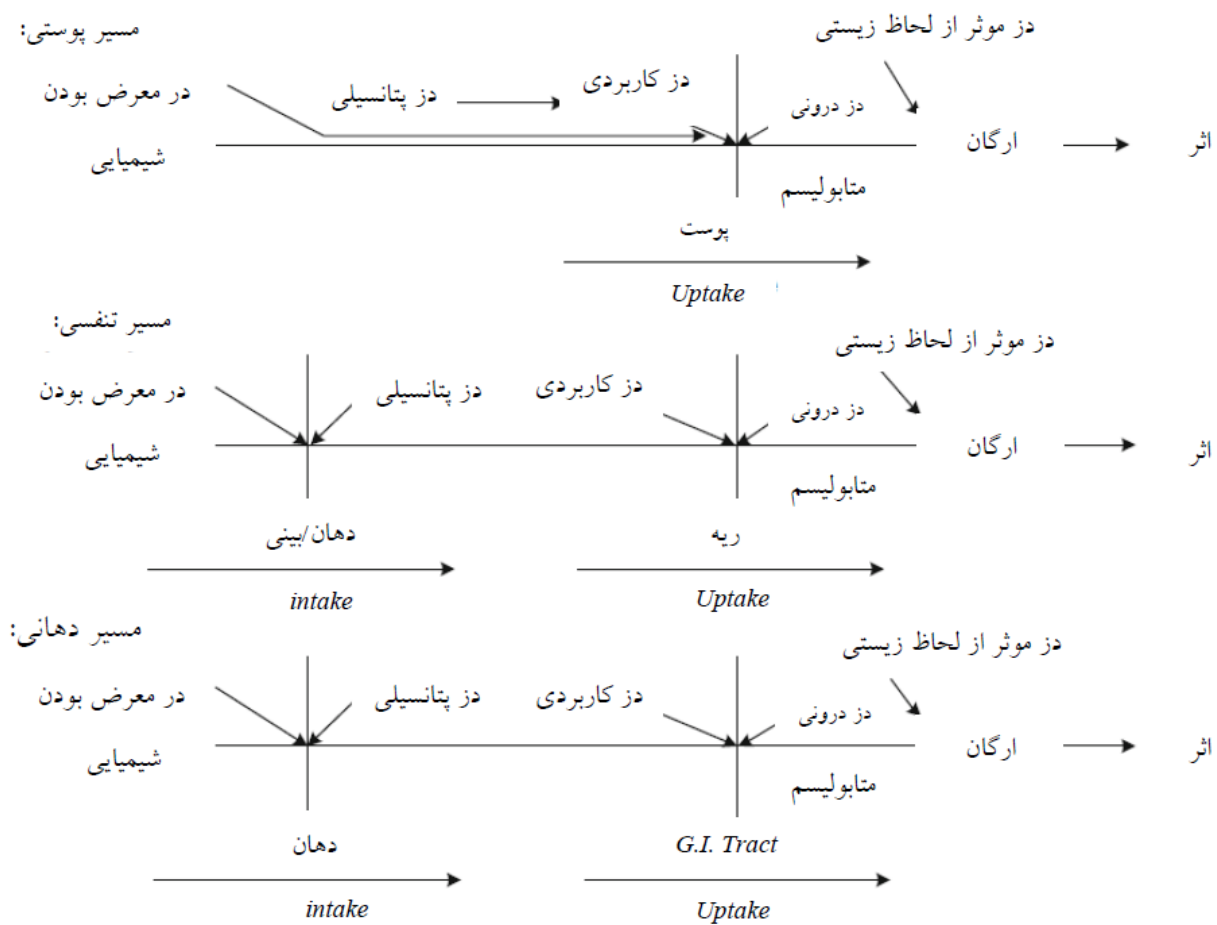 مسیر پوستی:
دز موثر از لحاظ زیستی
در معرض بودن
دز پتانسیلی
دز کاربردی
دز درونی
شیمیایی
ارگان
اثر
متابولیسم
پوست
Uptake
مسیر تنفسی:
دز موثر از لحاظ زیستی
در معرض بودن
دز پتانسیلی
دز کاربردی
دز درونی
شیمیایی
ارگان
اثر
متابولیسم
دهان/بینی
ریه
intake
Uptake
مسیر دهانی:
دز موثر از لحاظ زیستی
در معرض بودن
دز پتانسیلی
دز کاربردی
دز درونی
شیمیایی
ارگان
اثر
متابولیسم
دهان
G.I. Tract
intake
Uptake